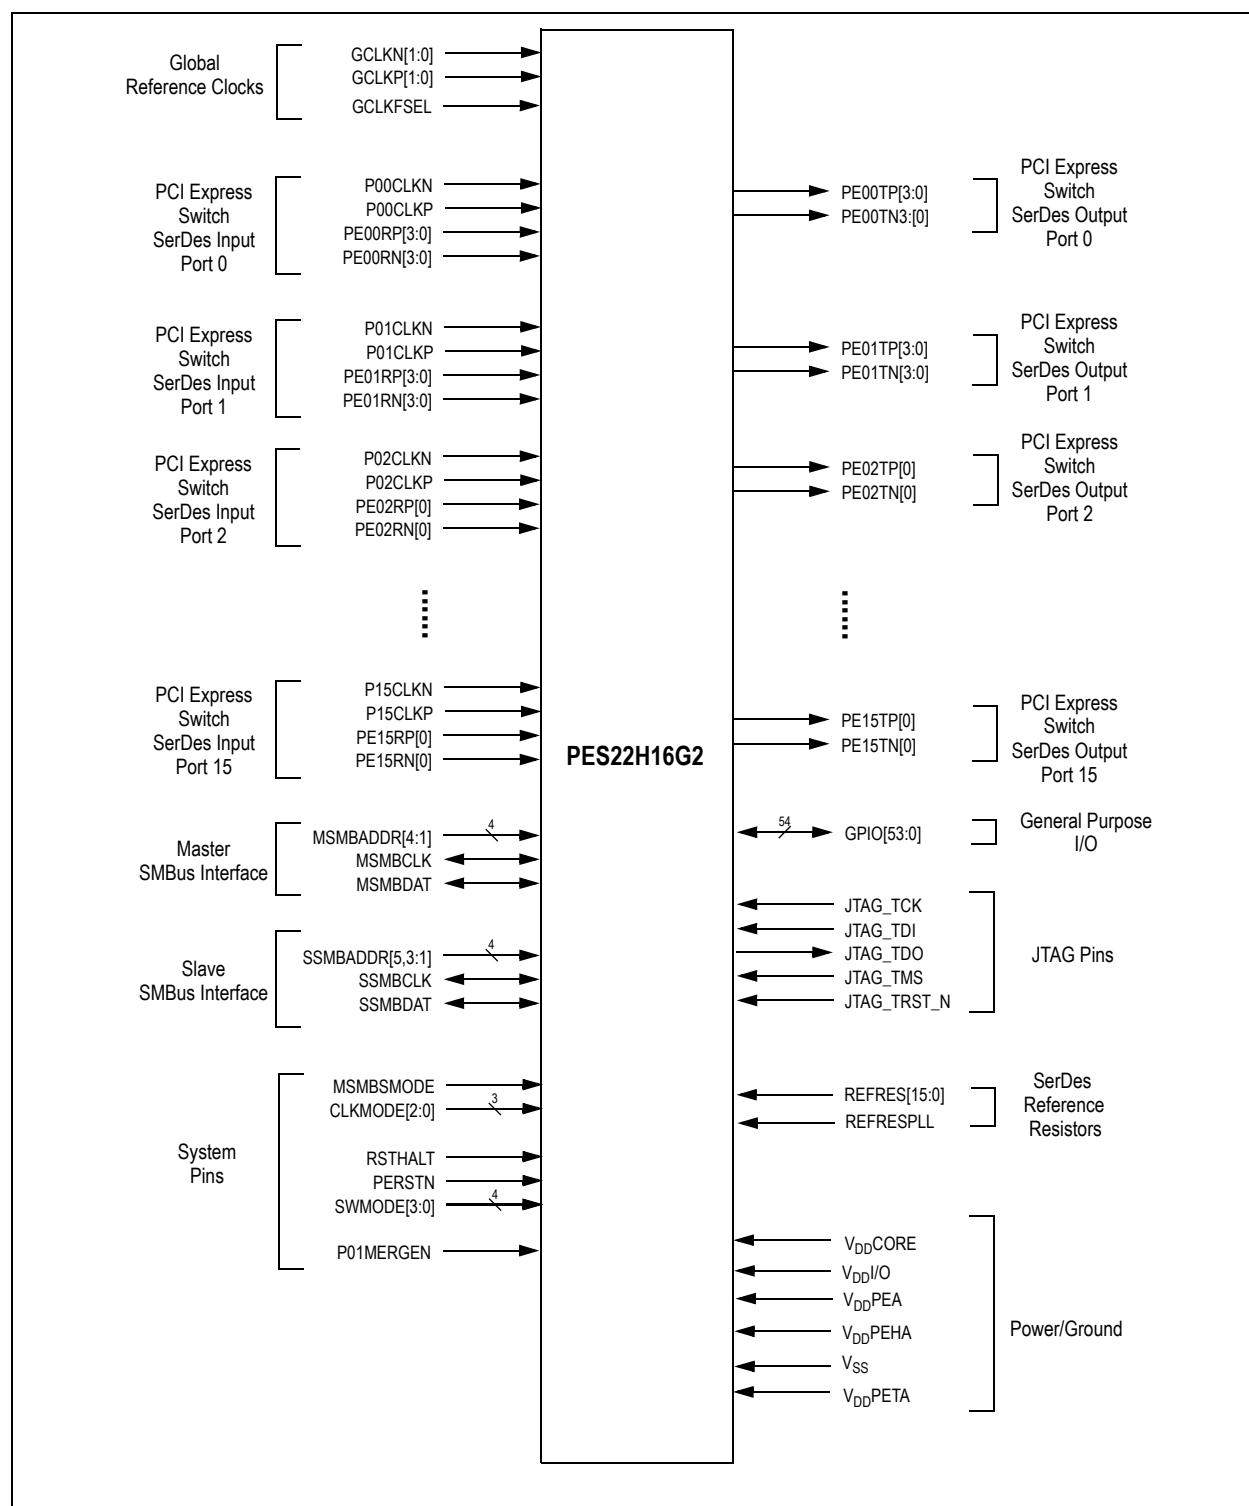 Global
Reference Clocks
GCLKN[1:0]
GCLKP[1:0]
GCLKFSEL
PCI Express
Switch
SerDes Input
Port 0
P00CLKN
P00CLKP
PE00RP[3:0]
PE00RN[3:0]
PCI Express
Switch
SerDes Input
Port 1
P01CLKN
P01CLKP
PE01RP[3:0]
PE01RN[3:0]
PCI Express
Switch
SerDes Input
Port 2
P02CLKN
P02CLKP
PE02RP[0]
PE02RN[0]
PCI Express
Switch
SerDes Input
Port 15
P15CLKN
P15CLKP
PE15RP[0]
PE15RN[0]
Master
SMBus Interface
MSMBADDR[4:1]
4
MSMBCLK
MSMBDAT
Slave
SMBus Interface
SSMBADDR[5,3:1]
4
SSMBCLK
SSMBDAT
System
Pins
MSMBSMODE
CLKMODE[2:0]
3
RSTHALT
PERSTN
SWMODE[3:0]
4
P01MERGEN
PES22H16G2
PE00TP[3:0]
PE00TN3:[0]
PCI Express
Switch
SerDes Output
Port 0
PE01TP[3:0]
PE01TN[3:0]
PCI Express
Switch
SerDes Output
Port 1
PE02TP[0]
PE02TN[0]
PCI Express
Switch
SerDes Output
Port 2
PE15TP[0]
PE15TN[0]
PCI Express
Switch
SerDes Output
Port 15
54
GPIO[53:0]
General Purpose
I/O
JTAG_TCK
JTAG_TDI
JTAG_TDO
JTAG_TMS
JTAG_TRST_N
JTAG Pins
REFRES[15:0]
REFRESPLL
SerDes
Reference
Resistors
VDDCORE
VDDI/O
VDDPEA
VDDPEHA
VSS
VDDPETA
Power/Ground